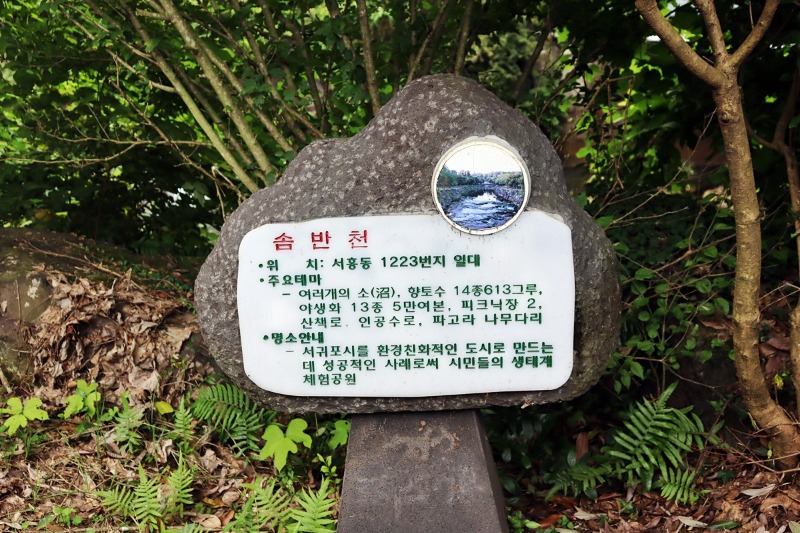 솜반천
•위 치: 서홍동 1223번지 일대
•주요테마
- 여러개의 소(沼), 향토수 14종613그루,
야생화 13종 5만여본, 피크닉장 2,
산책로. 인공수로, 파고라 나무다리
•명소안내
- 서귀포시를 환경친화적인 도시로 만드는
데 성공적인 사례로써 시민들의 생태계
체험공원